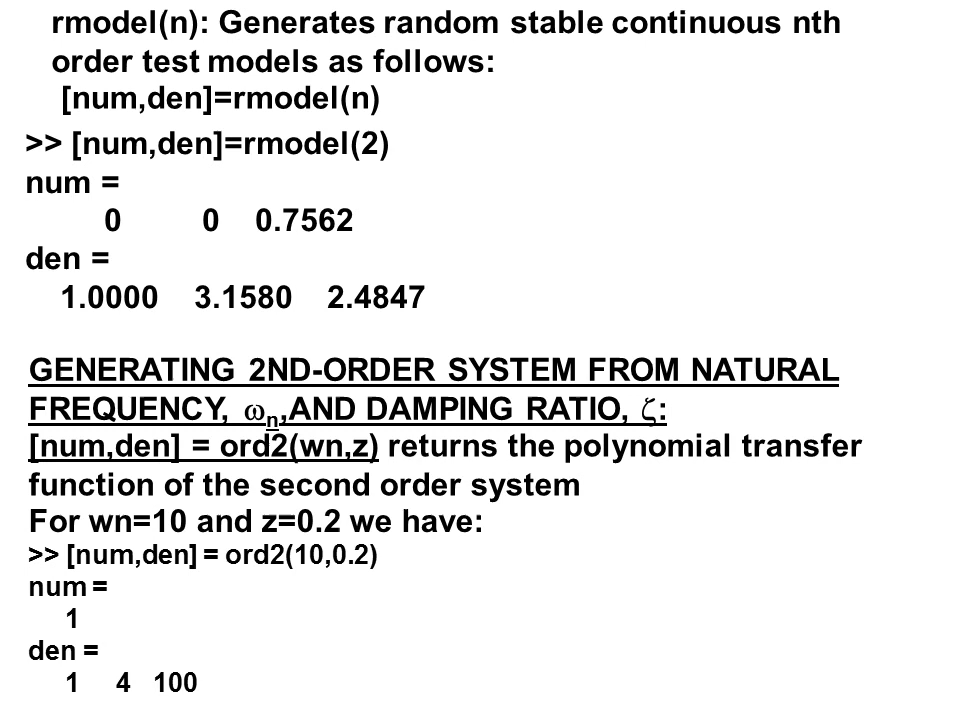 rmodel(n): Generates random stable continuous nth
order test models as follows:
[num,den]=rmodel(n)
>> [num,den]=rmodel(2)
num =
0 0 0.7562
den =
1.0000 3.1580 2.4847
GENERATING 2ND-ORDER SYSTEM FROM NATURAL
FREQUENCY, ωn,AND DAMPING RATIO, ζ:
[num,den] = ord2(wn,z) returns the polynomial transfer
function of the second order system
For wn=10 and z=0.2 we have:
>> [num,den] = ord2(10,0.2)
num =
1
den =
1 4 100